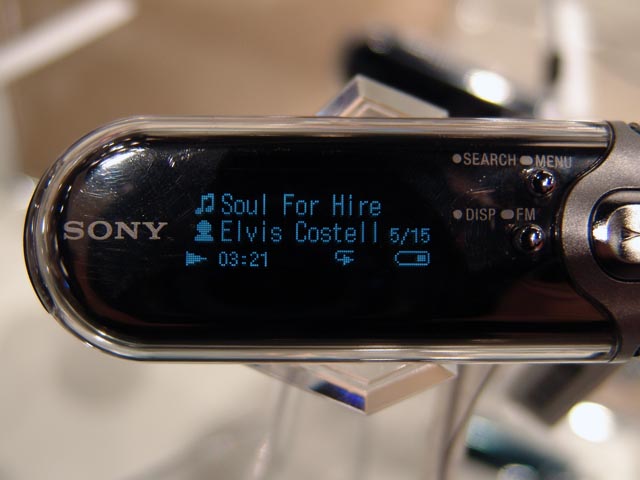 SEARCH MENU
Soul For Hire
DISP FM
SONY
Elvis Costell 5/15
03:21